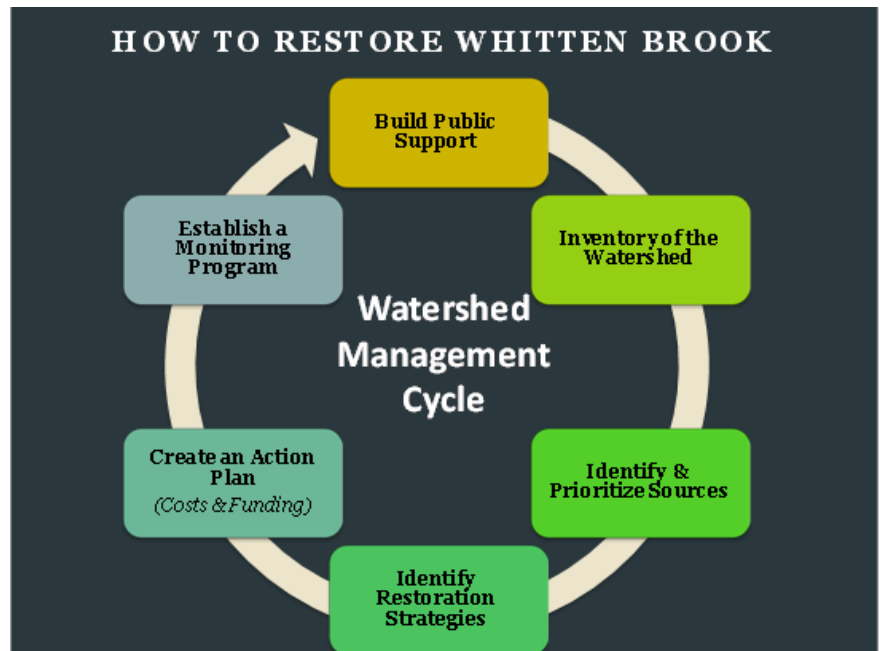 HOW TO RESTORE WHITTEN BROOK
Build Public
Support
Inventory of the
Watershed
Identify &
Prioritize Sources
Identify
Restoration
Strategies
Create an Action
Plan
(Costs & Funding)
Establish a
Monitoring
Program
Watershed
Management
Cycle